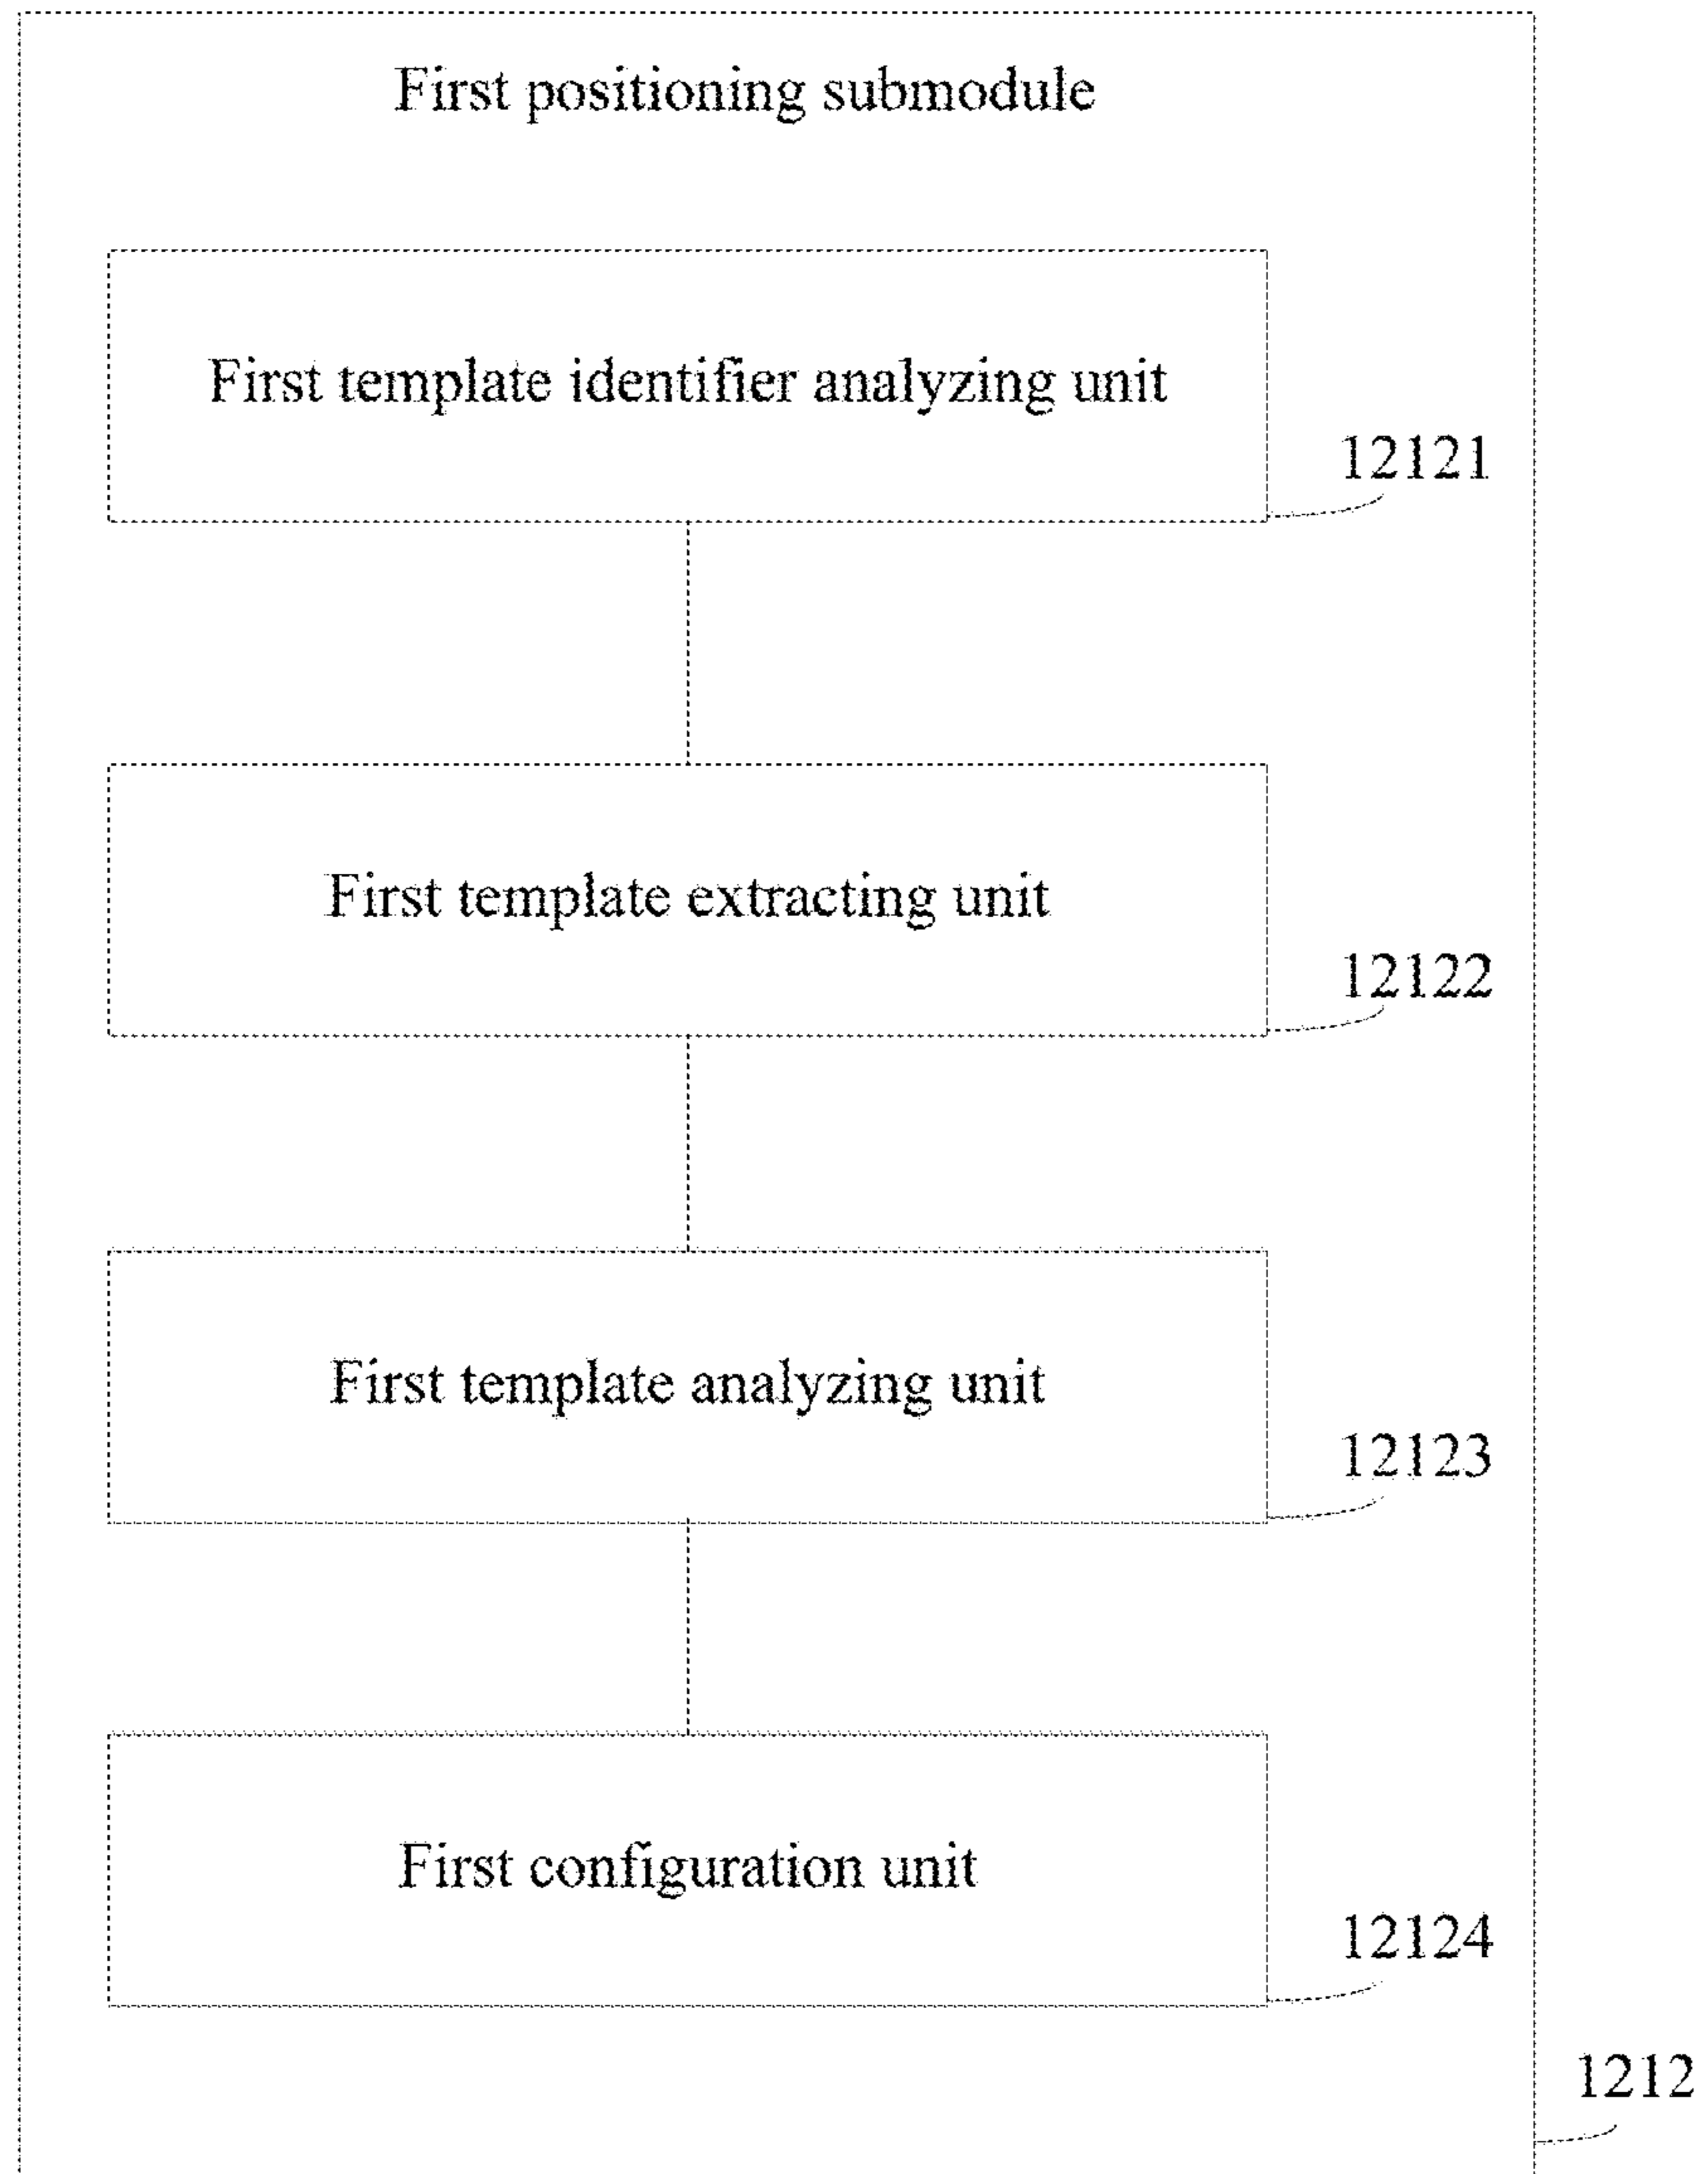 First positioning submodule
First template identifier analyzing unit
12121
First template extracting unit
12122
First template analyzing unit
12123
First configuration unit
12124
1212